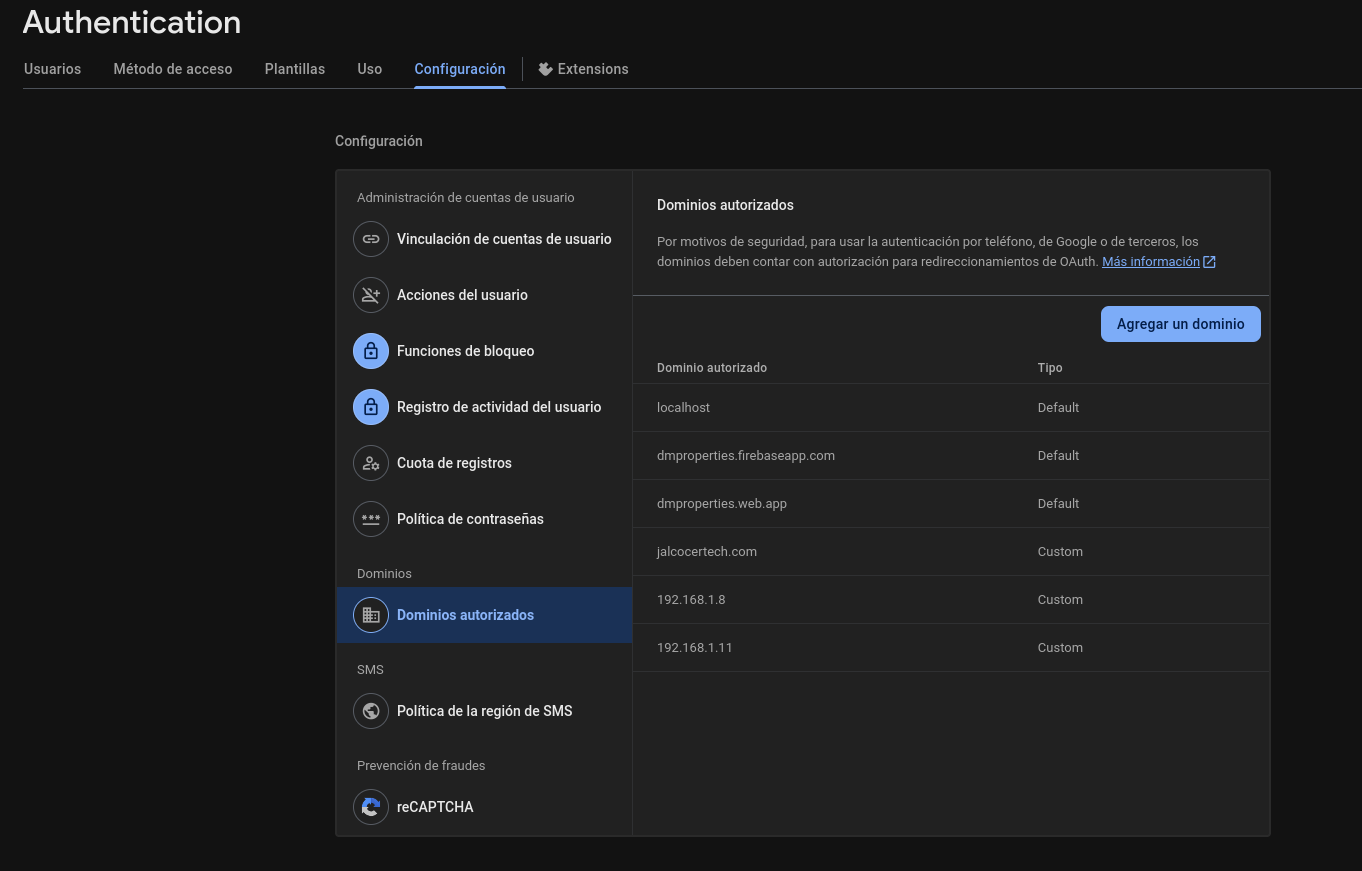 Authentication
Usuarios
Método de acceso
Plantillas
Uso
Configuración
Extensions
Configuración
Administración de cuentas de usuario
Vinculación de cuentas de usuario
Acciones del usuario
Funciones de bloqueo
Registro de actividad del usuario
Cuota de registros
Política de contraseñas
Dominios
Dominios autorizados
SMS
Política de la región de SMS
Prevención de fraudes
reCAPTCHA
Dominios autorizados
Por motivos de seguridad, para usar la autenticación por teléfono, de Google o de terceros, los
dominios deben contar con autorización para redireccionamientos de OAuth. Más información
Agregar un dominio
Dominio autorizado Tipo
localhost Default
dmproperties.firebaseapp.com Default
dmproperties.web.app Default
jalcocertech.com Custom
192.168.1.8 Custom
192.168.1.11 Custom